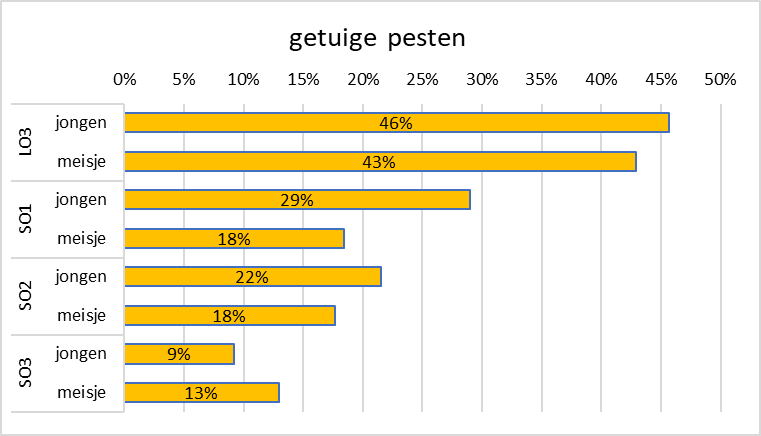 getuige pesten
0% 5% 10% 15% 20% 25% 30% 35% 40% 45% 50%
LO3
jongen 46%
meisje 43%
SO1
jongen 29%
meisje 18%
SO2
jongen 22%
meisje 18%
SO3
jongen 9%
meisje 13%